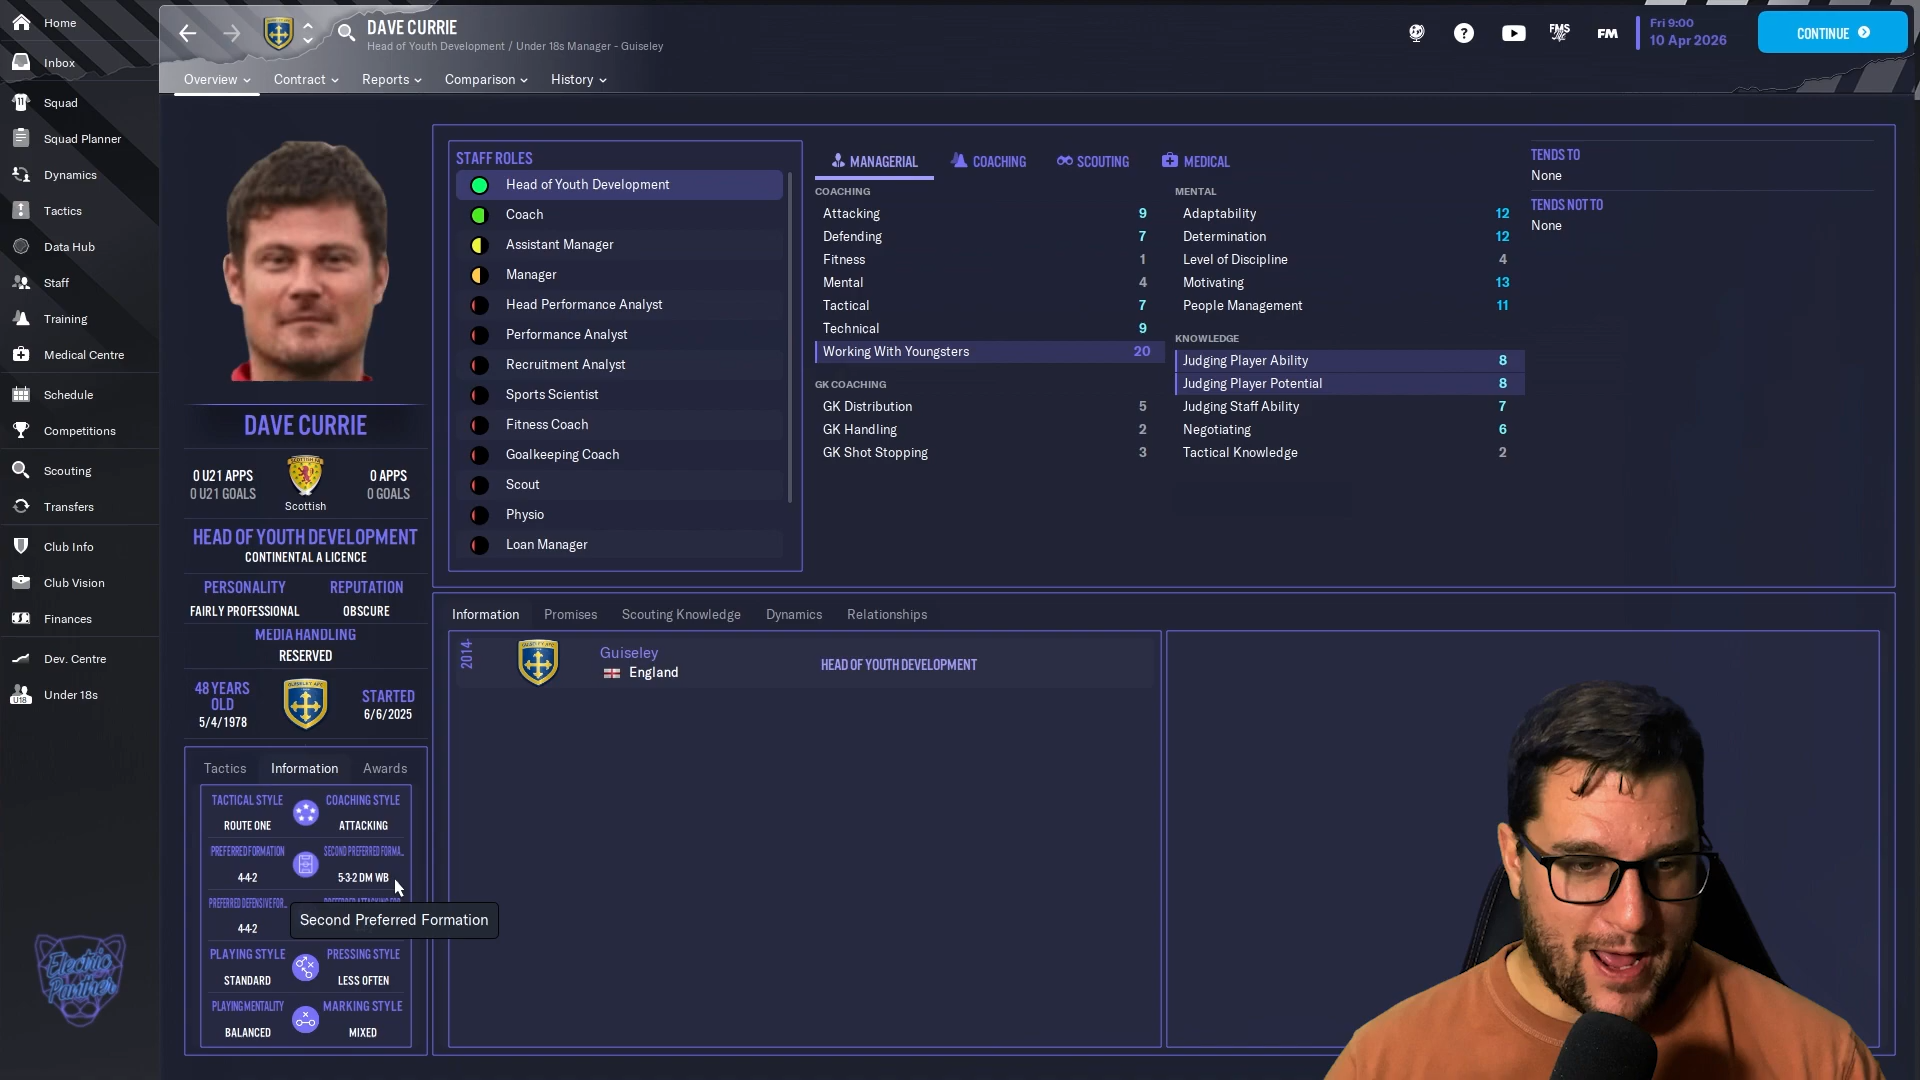 Home
Inbox
Squad
Squad Planner
Dynamics
Tactics
Data Hub
Staff
Training
Medical Centre
Schedule
Competitions
Scouting
Transfers
Club Info
Club Vision
Finances
Dev. Centre
U18
Under 18s
Electric Panther
DAVE CURRIE
Head of Youth Development / Under 18s Manager - Guiseley
Overview
Contract
Reports
Comparison
History
FMS
FM
Fri 9:00
10 Apr 2026
CONTINUE
DAVE CURRIE
0 U21 APPS
0 U21 GOALS
Scottish
0 APPS
0 GOALS
HEAD OF YOUTH DEVELOPMENT
CONTINENTAL A LICENCE
PERSONALITY REPUTATION
FAIRLY PROFESSIONAL OBSCURE
MEDIA HANDLING
RESERVED
48 YEARS OLD
5/4/1978
STARTED
6/6/2025
Tactics Information Awards
TACTICAL STYLE COACHING STYLE
ROUTE ONE ATTACKING
PREFERRED FORMATION SECOND PREFERRED FORMA...
4-4-2 5-3-2 DM WB
PREFERRED DEFENSIVE FOR...
4-4-2
Second Preferred Formation
PLAYING STYLE PRESSING STYLE
STANDARD LESS OFTEN
PLAYING MENTALITY MARKING STYLE
BALANCED MIXED
STAFF ROLES
Head of Youth Development
Coach
Assistant Manager
Manager
Head Performance Analyst
Performance Analyst
Recruitment Analyst
Sports Scientist
Fitness Coach
Goalkeeping Coach
Scout
Physio
Loan Manager
MANAGERIAL COACHING SCOUTING MEDICAL
COACHING
Attacking 9
Defending 7
Fitness 1
Mental 4
Tactical 7
Technical 9
Working With Youngsters 20
GK COACHING
GK Distribution 5
GK Handling 2
GK Shot Stopping 3
MENTAL
Adaptability 12
Determination 12
Level of Discipline 4
Motivating 13
People Management 11
KNOWLEDGE
Judging Player Ability 8
Judging Player Potential 8
Judging Staff Ability 7
Negotiating 6
Tactical Knowledge 2
TENDS TO
None
TENDS NOT TO
None
Information Promises Scouting Knowledge Dynamics Relationships
2014-
Guiseley
England
HEAD OF YOUTH DEVELOPMENT